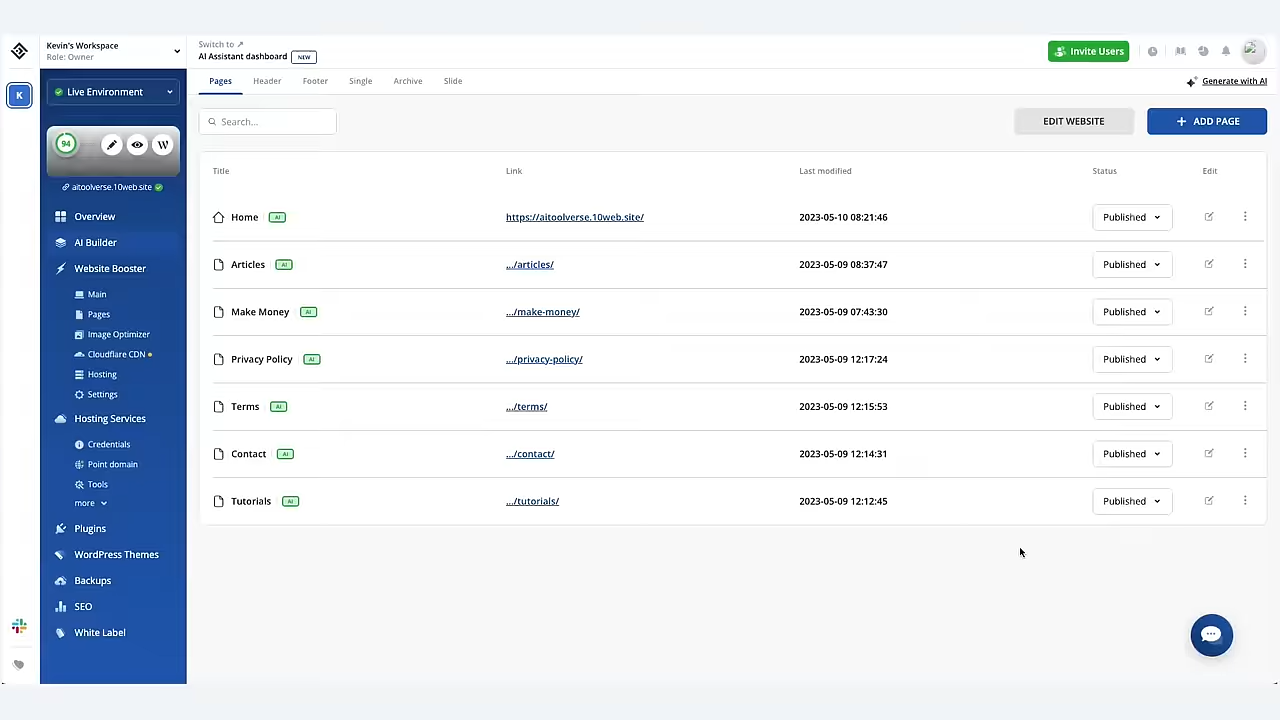 Kevin's Workspace
Role: Owner
Switch to ↗
AI Assistant dashboard NEW
Invite Users
K
Live Environment
Pages Header Footer Single Archive Slide
Generate with AI
94
W
aitoolverse.10web.site
Search...
EDIT WEBSITE
+ ADD PAGE
Overview
AI Builder
Website Booster
Main
Pages
Image Optimizer
Cloudflare CDN
Hosting
Settings
Hosting Services
Credentials
Point domain
Tools
more
Plugins
WordPress Themes
Backups
SEO
White Label
Title Link Last modified Status Edit
Home AI https://aitoolverse.10web.site/ 2023-05-10 08:21:46 Published
Articles AI .../articles/ 2023-05-09 08:37:47 Published
Make Money AI .../make-money/ 2023-05-09 07:43:30 Published
Privacy Policy AI .../privacy-policy/ 2023-05-09 12:17:24 Published
Terms AI .../terms/ 2023-05-09 12:15:53 Published
Contact AI .../contact/ 2023-05-09 12:14:31 Published
Tutorials AI .../tutorials/ 2023-05-09 12:12:45 Published